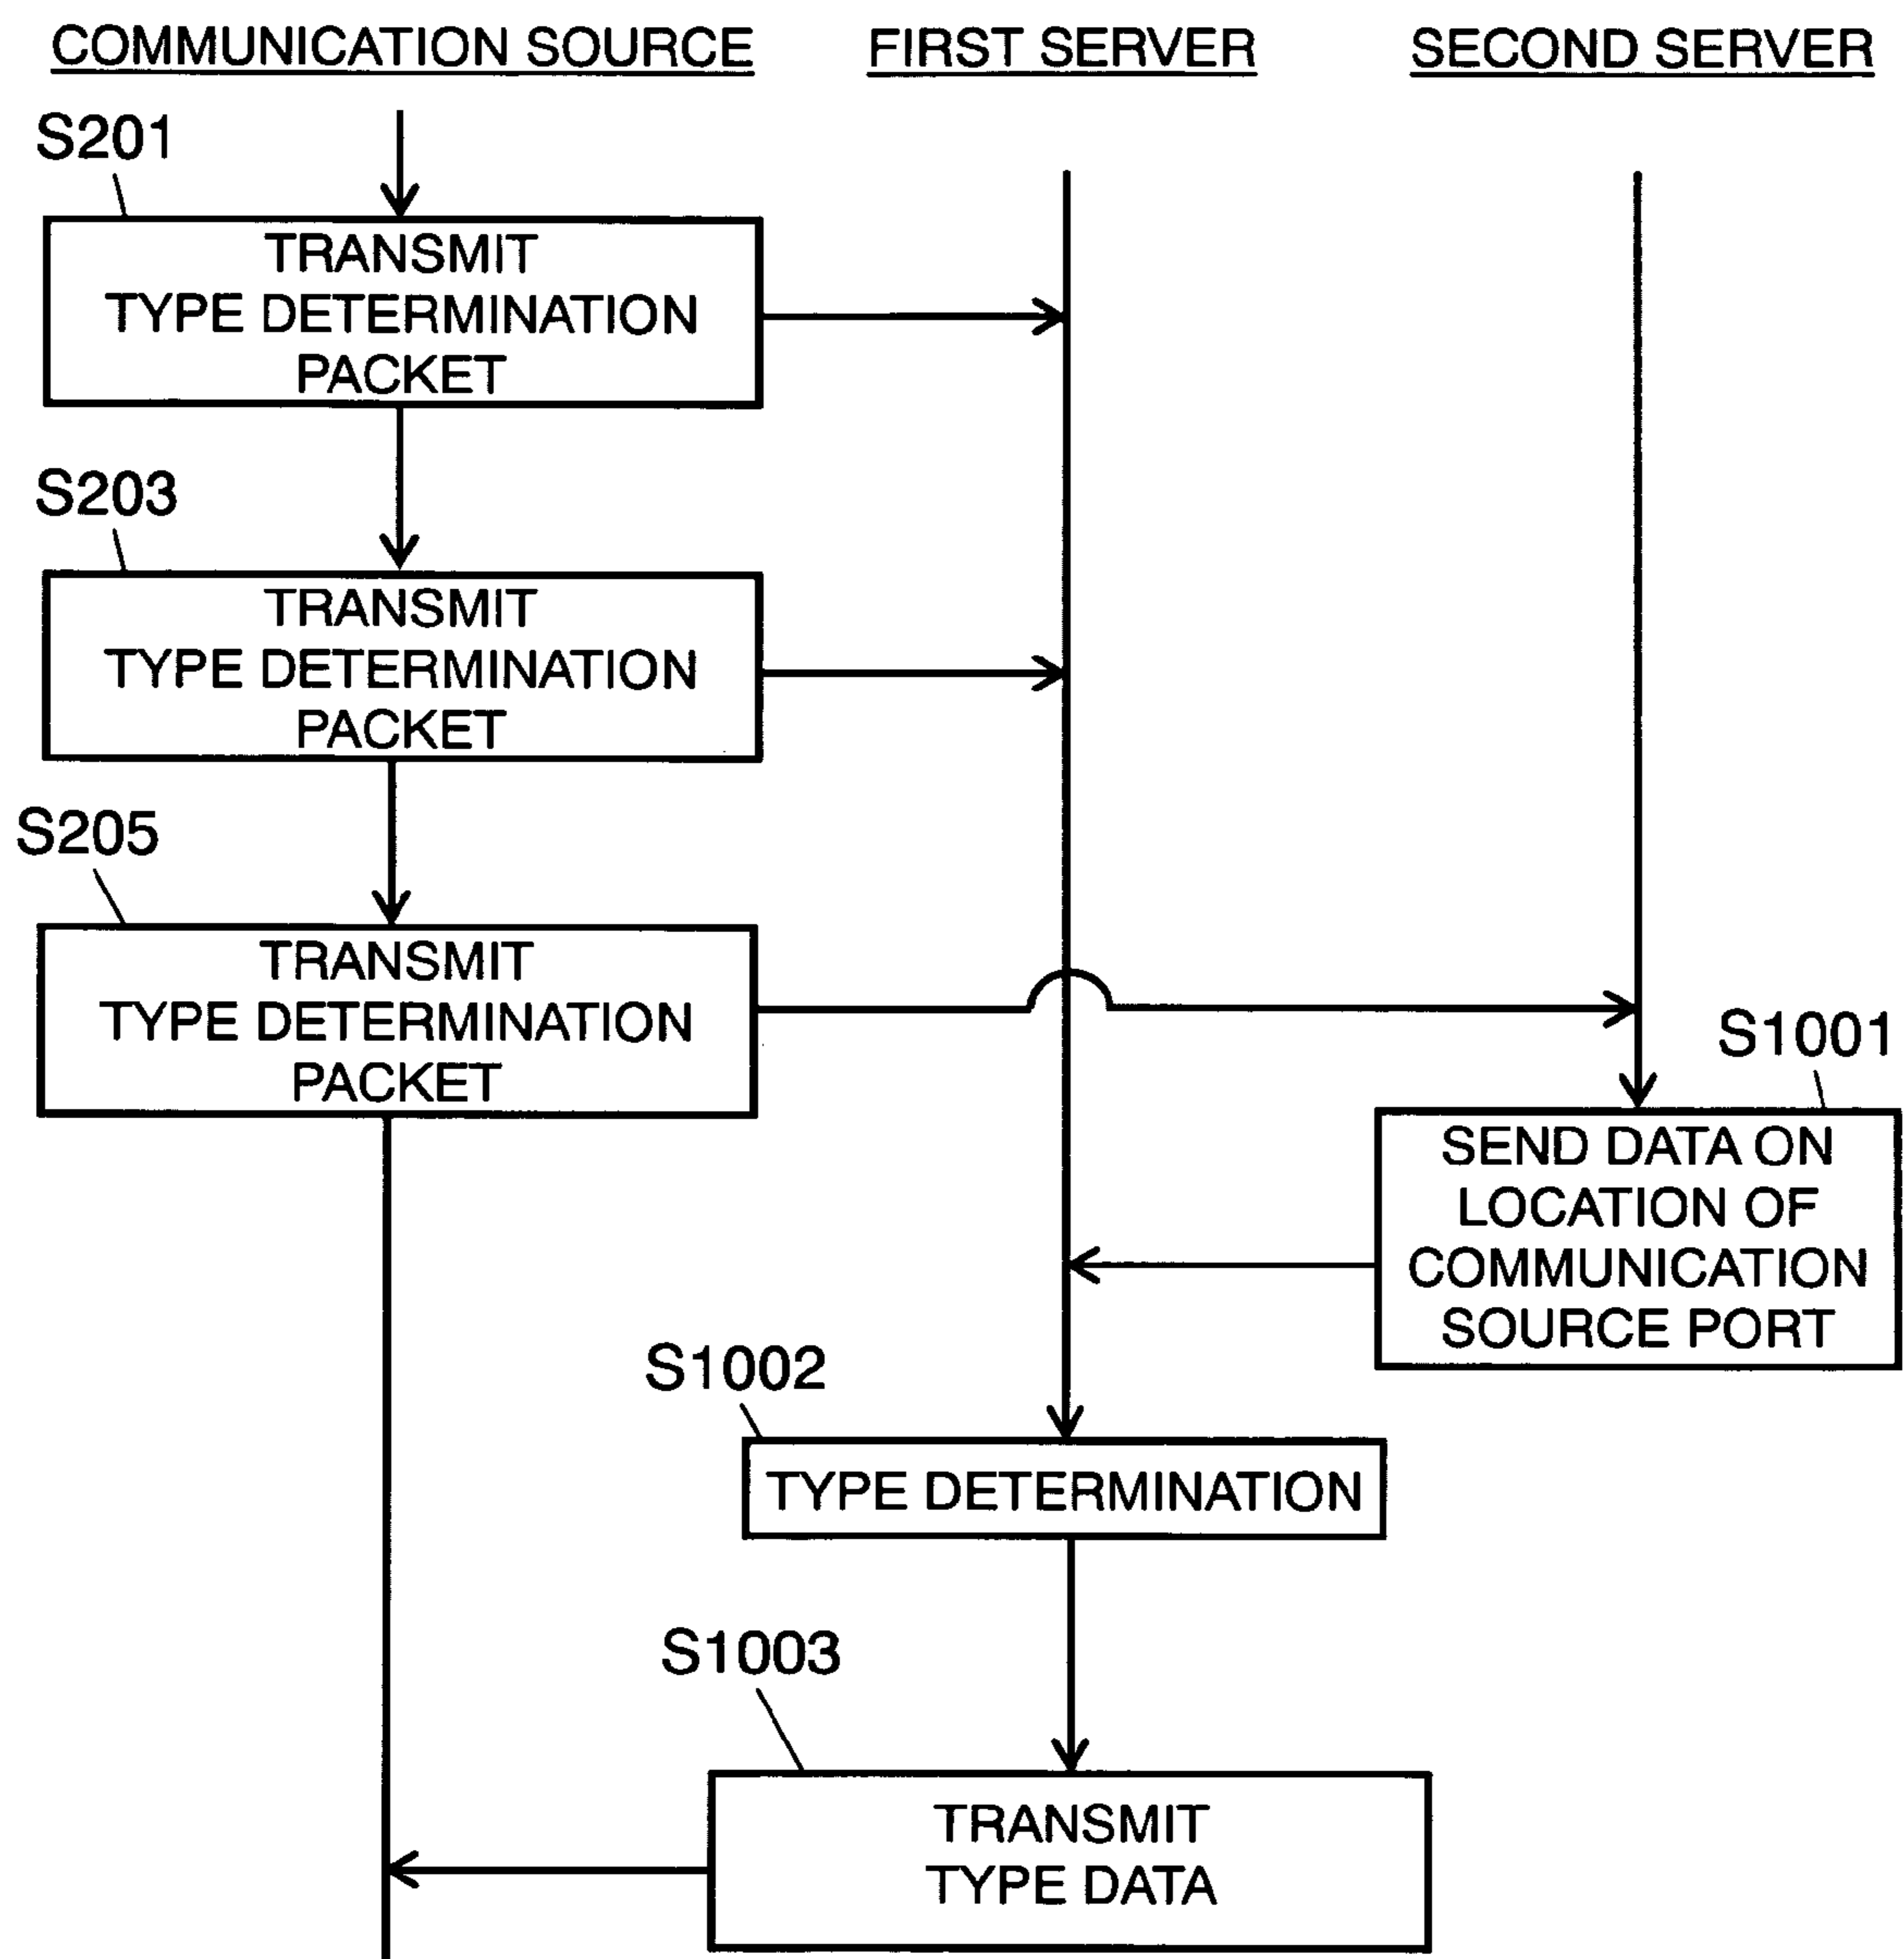 COMMUNICATION SOURCE
FIRST SERVER
SECOND SERVER
S201
TRANSMIT
TYPE DETERMINATION
PACKET
S203
TRANSMIT
TYPE DETERMINATION
PACKET
S205
TRANSMIT
TYPE DETERMINATION
PACKET
S1001
SEND DATA ON
LOCATION OF
COMMUNICATION
SOURCE PORT
S1002
TYPE DETERMINATION
S1003
TRANSMIT
TYPE DATA